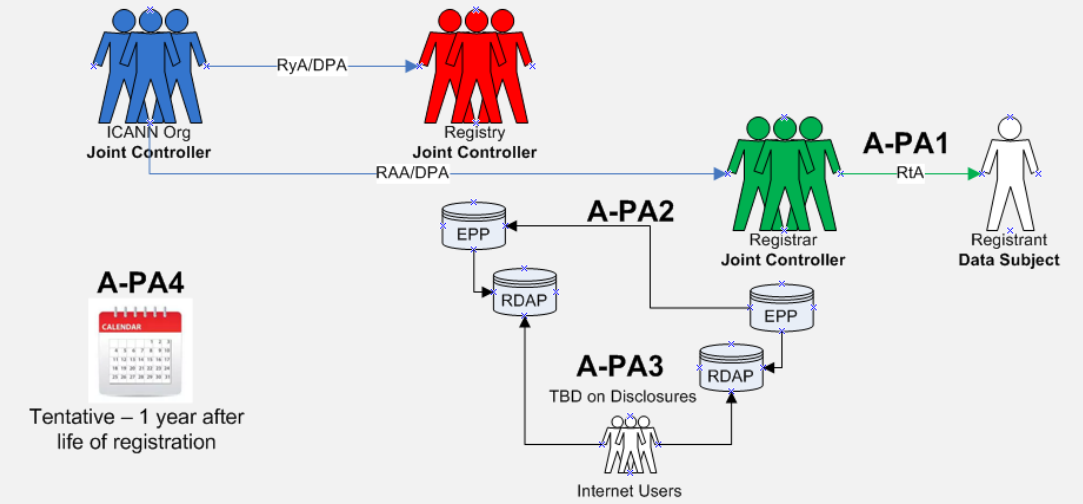 RyA/DPA
ICANN Org
Joint Controller
Registry
Joint Controller
RAA/DPA
A-PA1
RtA
Registrar
Joint Controller
Registrant
Data Subject
A-PA2
EPP
RDAP
EPP
RDAP
A-PA3
TBD on Disclosures
Internet Users
A-PA4
CALENDAR
Tentative – 1 year after
life of registration